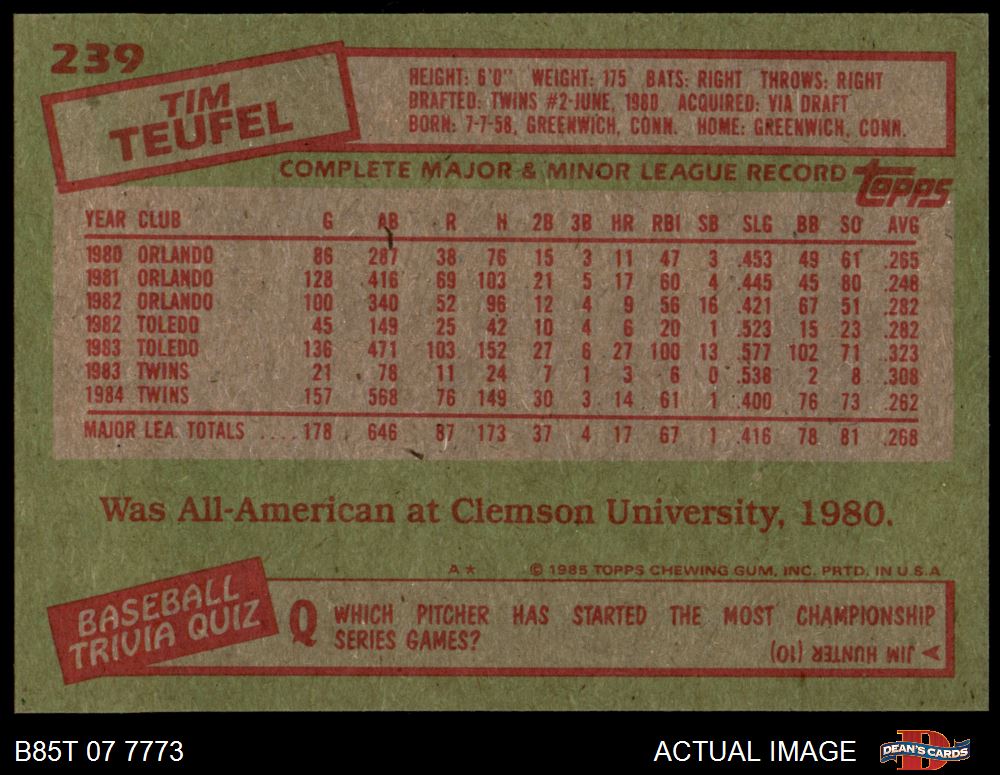 239
TIM
TEUFEL
HEIGHT: 6'0" WEIGHT: 175 BATS: RIGHT THROWS: RIGHT
DRAFTED: TWINS #2-JUNE, 1980 ACQUIRED: VIA DRAFT
BORN: 7-7-58, GREENWICH, CONN. HOME: GREENWICH, CONN.
COMPLETE MAJOR & MINOR LEAGUE RECORD topps
YEAR CLUB G AB R H 2B 3B HR RBI SB SLG BB SO AVG
1980 ORLANDO 86 287 38 76 15 3 11 47 3 .453 49 61 .265
1981 ORLANDO 128 416 69 103 21 5 17 60 4 .445 45 80 .248
1982 ORLANDO 100 340 52 96 12 4 9 56 16 .421 67 51 .282
1982 TOLEDO 45 149 25 42 10 4 6 20 1 .523 15 23 .282
1983 TOLEDO 136 471 103 152 27 6 27 100 13 .577 102 71 .323
1983 TWINS 21 78 11 24 7 1 3 6 0 .538 2 8 .308
1984 TWINS 157 568 76 149 30 3 14 61 1 .400 76 73 .262
MAJOR LEA. TOTALS ....178 646 87 173 37 4 17 67 1 .416 78 81 .268
Was All-American at Clemson University, 1980.
A★ © 1985 TOPPS CHEWING GUM, INC. PRTD. IN U.S.A
BASEBALL
TRIVIA QUIZ
Q WHICH PITCHER HAS STARTED THE MOST CHAMPIONSHIP
SERIES GAMES?
A JIM HUNTER (10)
B85T 07 7773 ACTUAL IMAGE DEAN'S CARDS